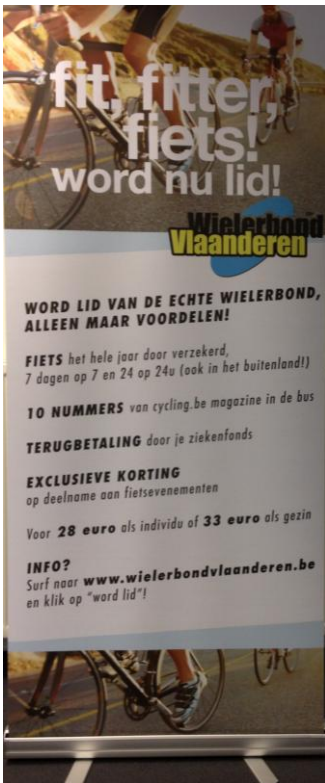 fit, fitter,
fiets!
word nu lid!
Wielerbond
Vlaanderen
WORD LID VAN DE ECHTE WIELERBOND,
ALLEEN MAAR VOORDELEN!
FIETS het hele jaar door verzekerd,
7 dagen op 7 en 24 op 24u (ook in het buitenland!)
10 NUMMERS van cycling.be magazine in de bus
TERUGBETALING door je ziekenfonds
EXCLUSIEVE KORTING
op deelname aan fietsevenementen
Voor 28 euro als individu of 33 euro als gezin
INFO?
Surf naar www.wielerbondvlaanderen.be
en klik op "word lid"!